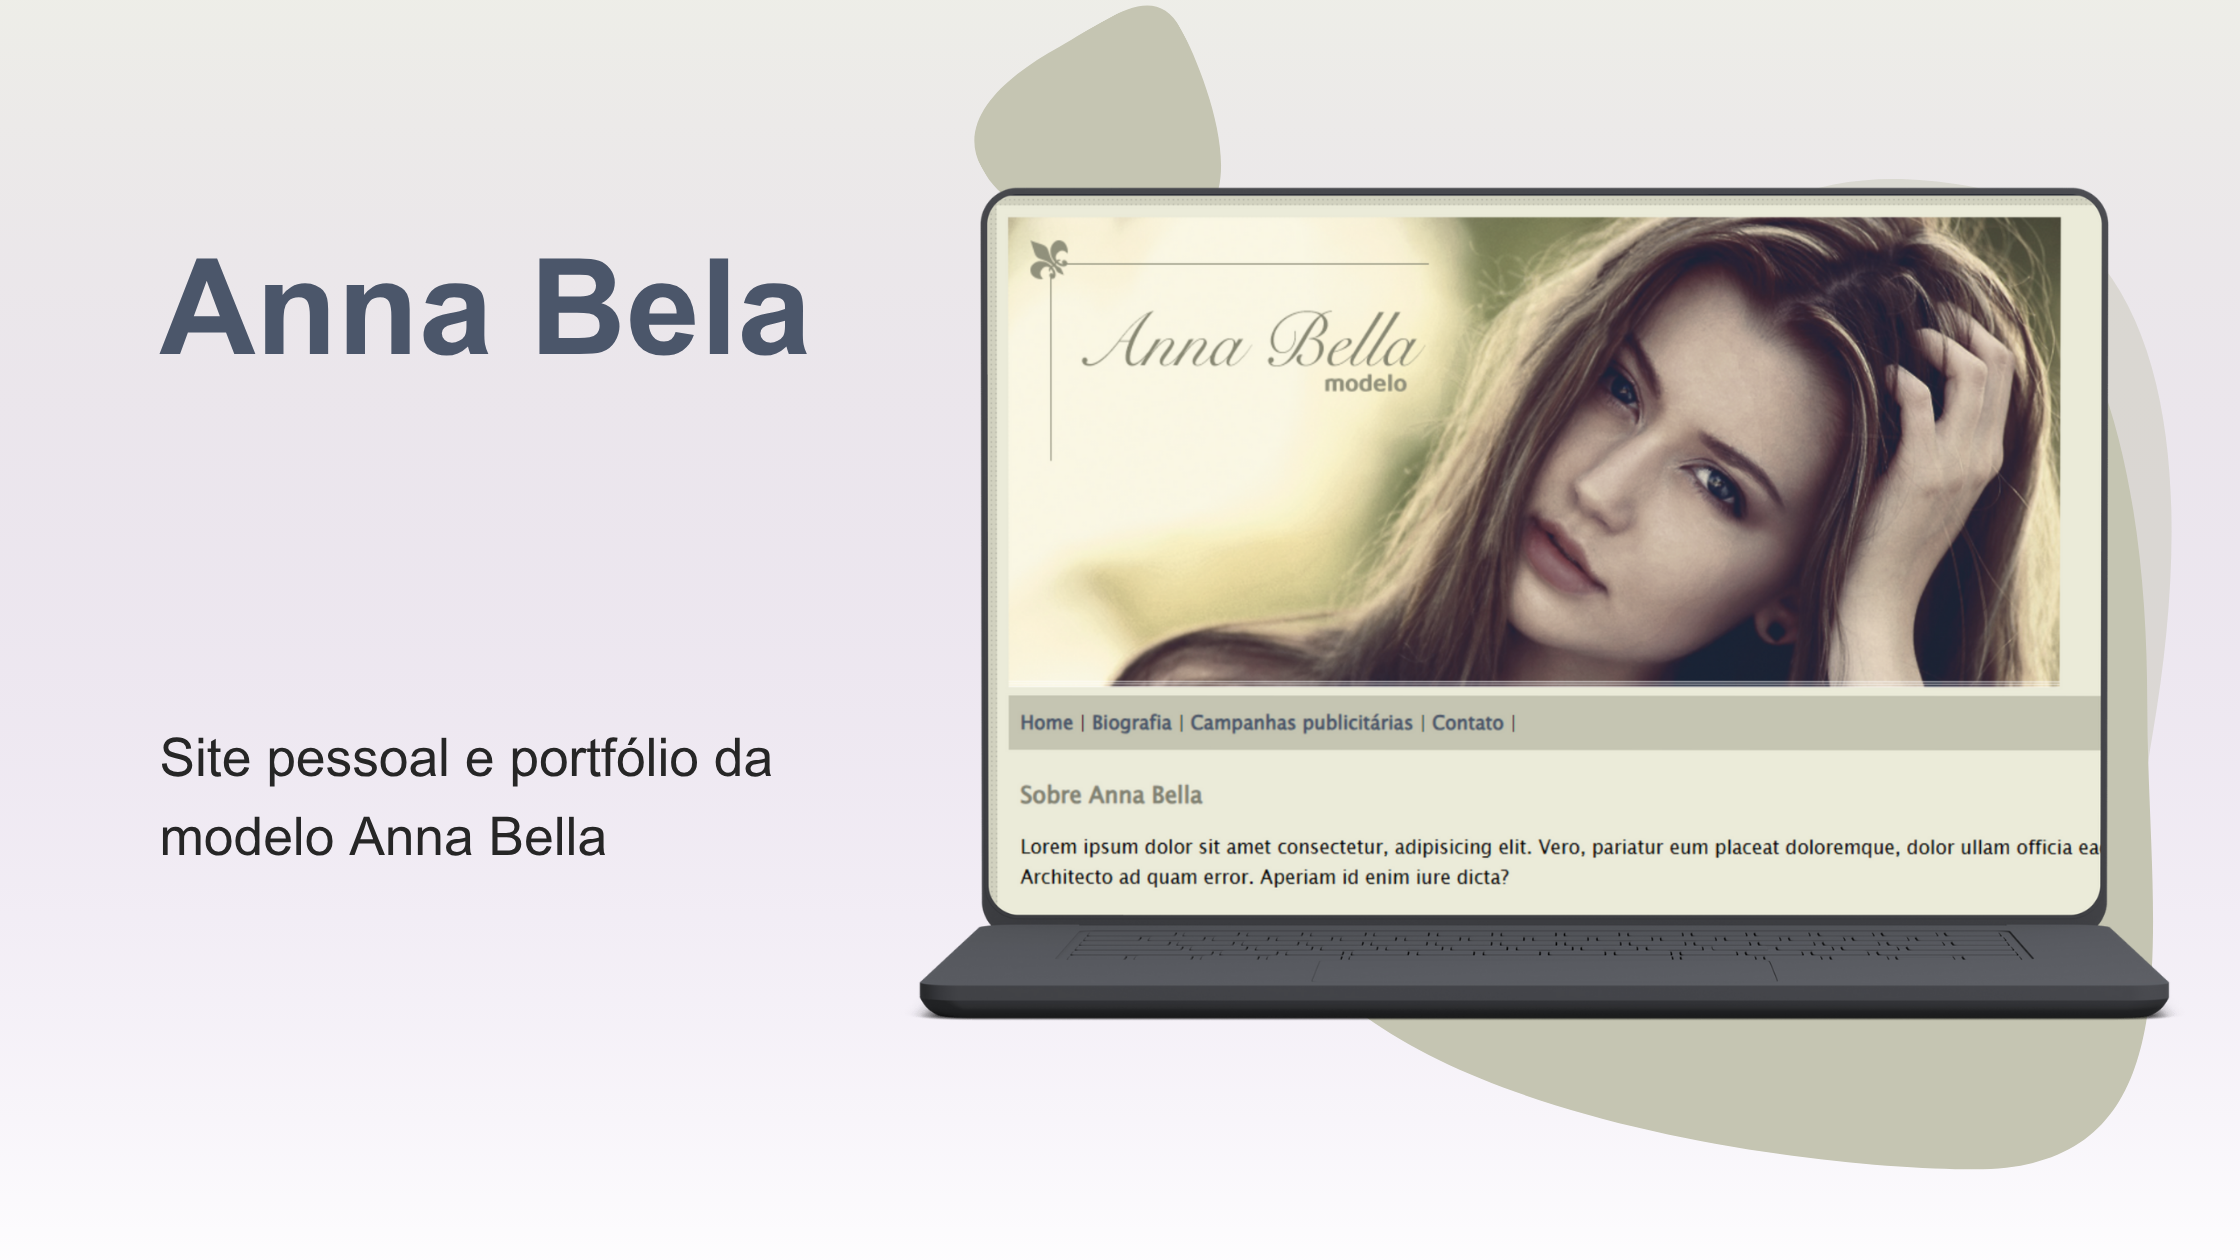 Anna Bela
Site pessoal e portfólio da
modelo Anna Bella
Anna Bella
modelo
Home | Biografia | Campanhas publicitárias | Contato |
Sobre Anna Bella
Lorem ipsum dolor sit amet consectetur, adipisicing elit. Vero, pariatur eum placeat doloremque, dolor ullam officia ea
Architecto ad quam error. Aperiam id enim iure dicta?